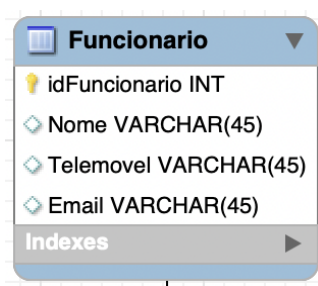 Funcionario
idFuncionario INT
Nome VARCHAR(45)
Telemovel VARCHAR(45)
Email VARCHAR(45)
Indexes